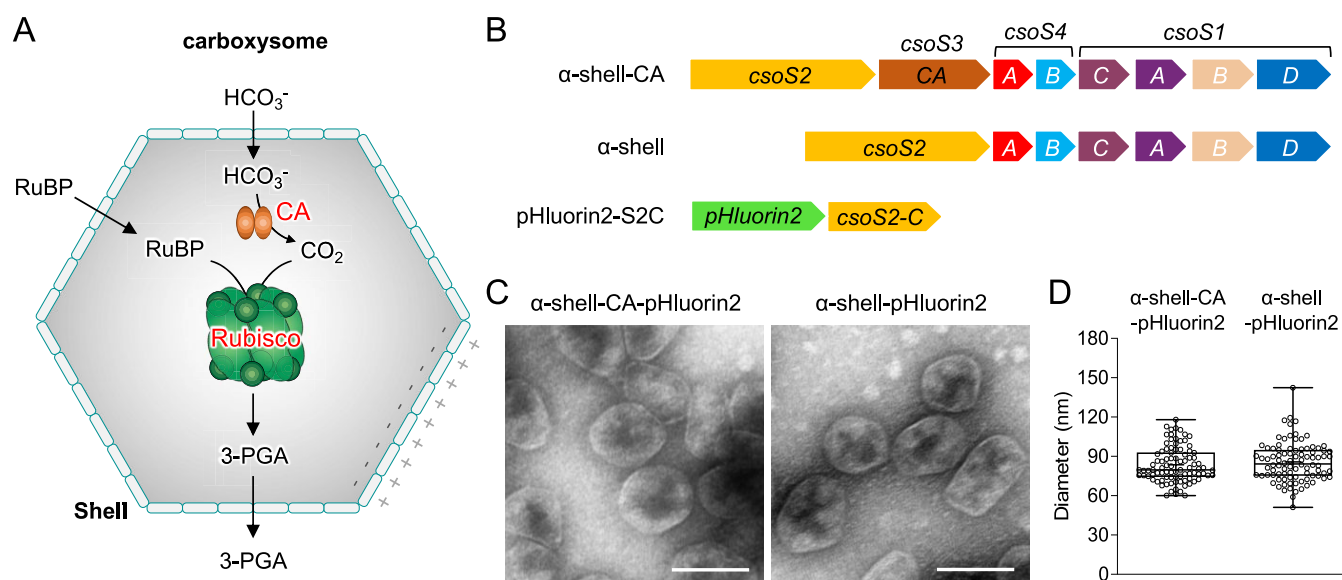 A
carboxysome
HCO₃⁻
HCO₃⁻
RuBP
CA
RuBP
CO₂
Rubisco
3-PGA
Shell
3-PGA
B
csoS3 csoS4 csoS1
α-shell-CA csoS2 CA A B C A B D
α-shell csoS2 A B C A B D
pHluorin2-S2C pHluorin2 csoS2-C
C
α-shell-CA-pHluorin2 α-shell-pHluorin2
D
α-shell-CA α-shell
-pHluorin2 -pHluorin2
Diameter (nm)
180
150
120
90
60
30
0